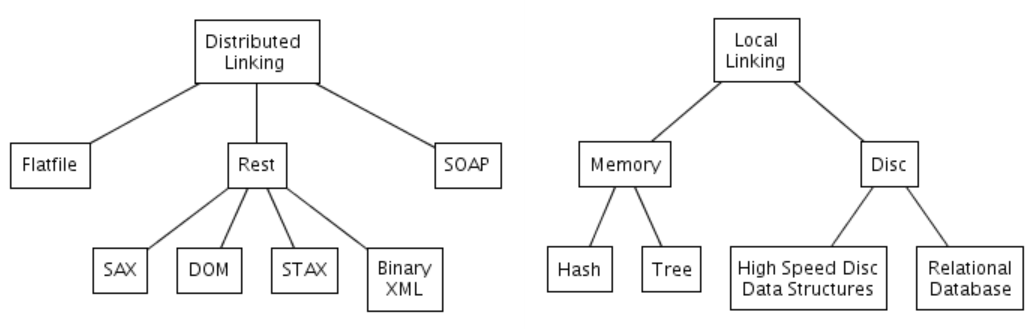 Distributed
Linking
Local
Linking
Flatfile
Rest
SOAP
Memory
Disc
SAX
DOM
STAX
Binary
XML
Hash
Tree
High Speed Disc
Data Structures
Relational
Database